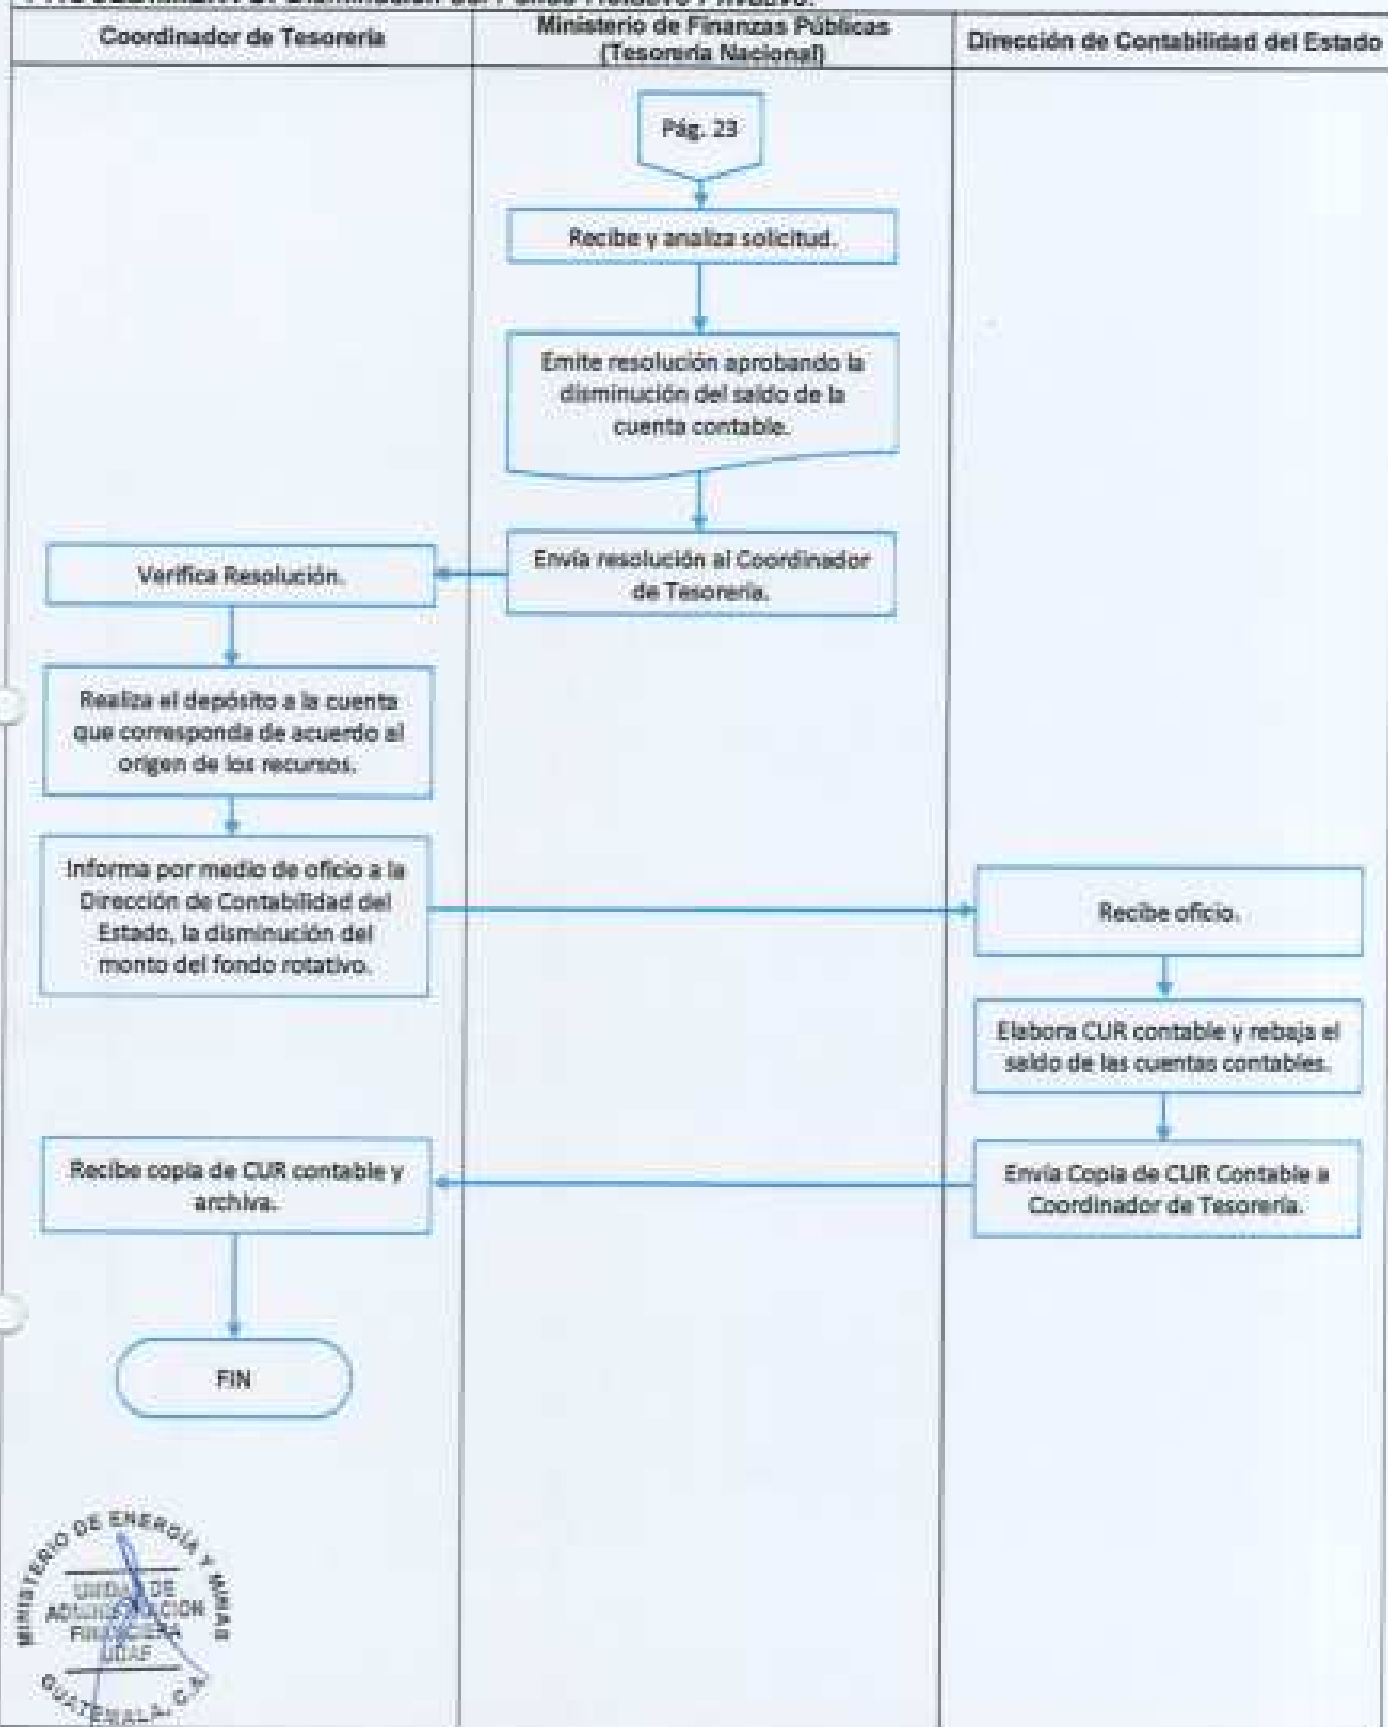 Disminución del Fondo Rotativo
Coordinador de Tesorería
Ministerio de Finanzas Públicas
(Tesorería Nacional)
Dirección de Contabilidad del Estado
Pág. 23
Recibe y analiza solicitud.
Emite resolución aprobando la
disminución del saldo de la
cuenta contable.
Envía resolución al Coordinador
de Tesorería.
Verifica Resolución.
Realiza el depósito a la cuenta
que corresponda de acuerdo al
origen de los recursos.
Informa por medio de oficio a la
Dirección de Contabilidad del
Estado, la disminución del
monto del fondo rotativo.
Recibe oficio.
Elabora CUR contable y rebaja el
saldo de las cuentas contables.
Envía Copia de CUR Contable a
Coordinador de Tesorería.
Recibe copia de CUR contable y
archiva.
FIN
MINISTERIO DE ENERGÍA Y MINAS
UNIDAD DE
ADMINISTRACION
FINANCIERA
UDAF
GUATEMALA, C.A.